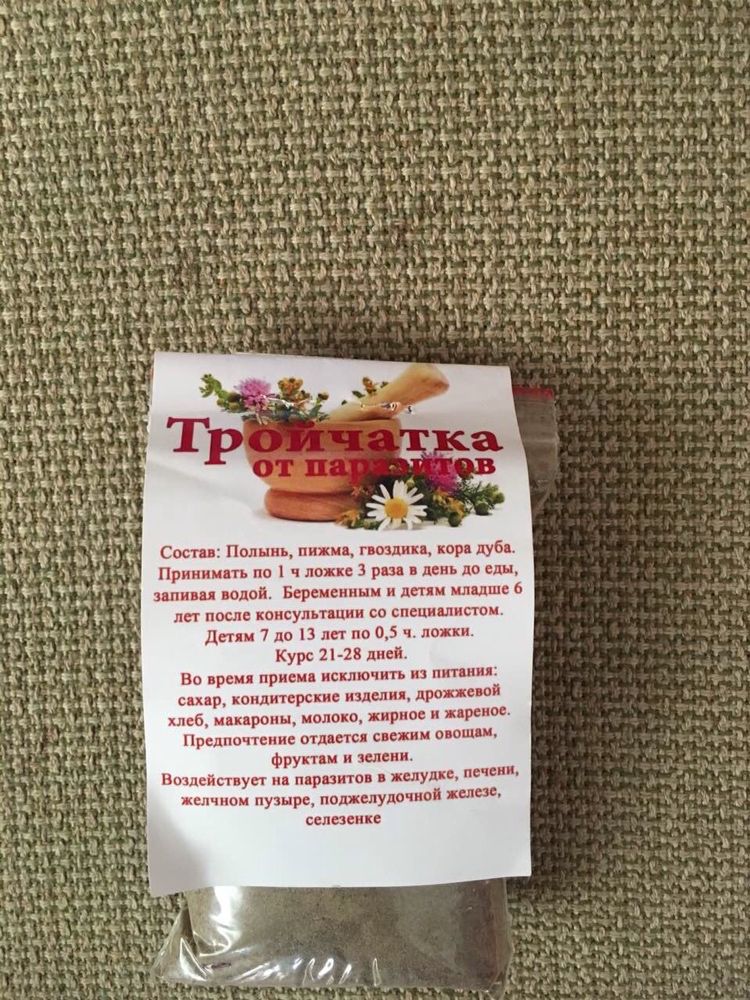 Тройчатка
от паразитов
Состав: Полынь, пижма, гвоздика, кора дуба.
Принимать по 1 ч ложке 3 раза в день до еды,
запивая водой. Беременным и детям младше 6
лет после консультации со специалистом.
Детям 7 до 13 лет по 0,5 ч. ложки.
Курс 21-28 дней.
Во время приема исключить из питания:
сахар, кондитерские изделия, дрожжевой
хлеб, макароны, молоко, жирное и жареное.
Предпочтение отдается свежим овощам,
фруктам и зелени.
Воздействует на паразитов в желудке, печени,
желчном пузыре, поджелудочной железе,
селезенке